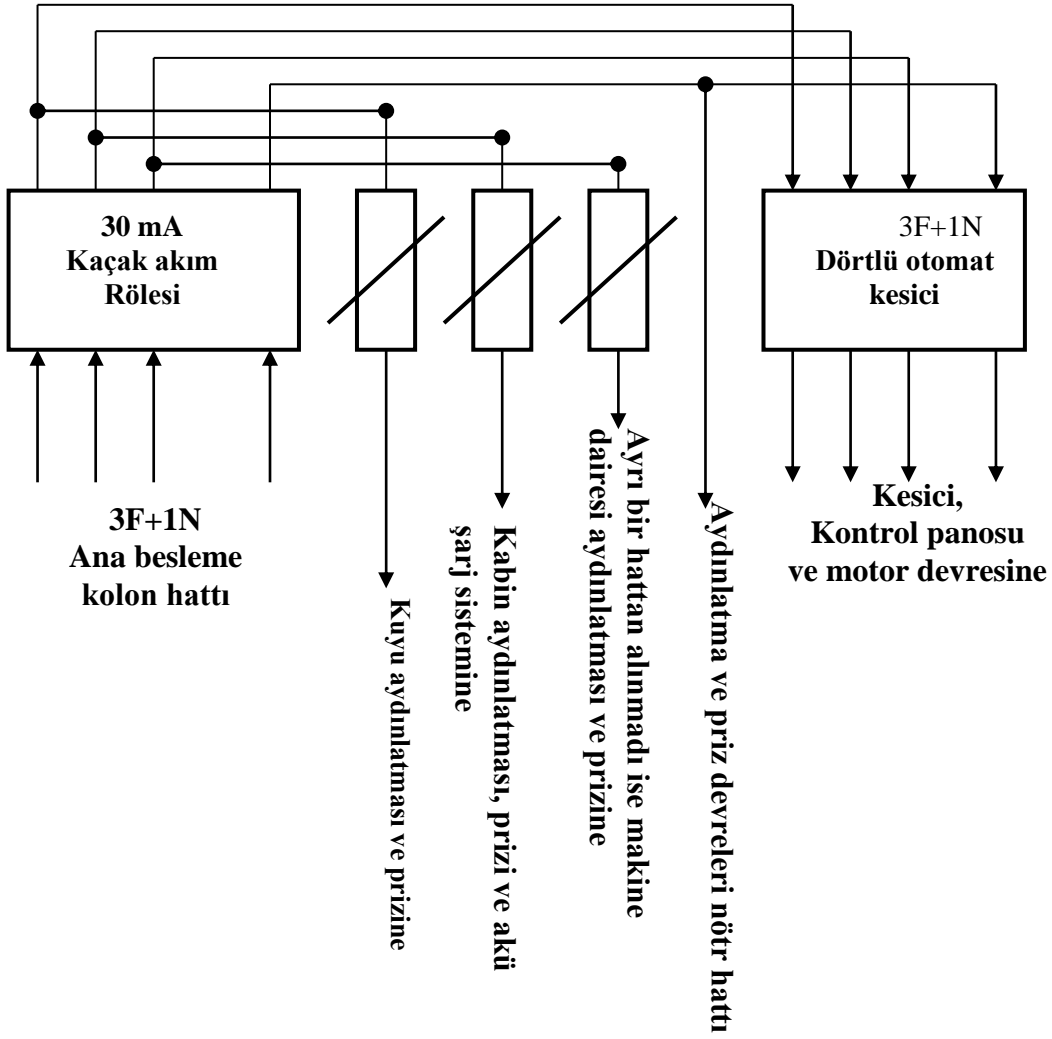 30 mA
Kaçak akım
Rölesi
3F+1N
Dörtlü otomat
kesici
3F+1N
Ana besleme
kolon hattı
Kuyu aydınlatması ve prizine
Kabin aydınlatması, prizi ve akü
şarj sistemine
Ayrı bir hattan alınmadı ise makine
dairesi aydınlatması ve prizine
Aydınlatma ve priz devreleri nötr hattı
Kesici,
Kontrol panosu
ve motor devresine